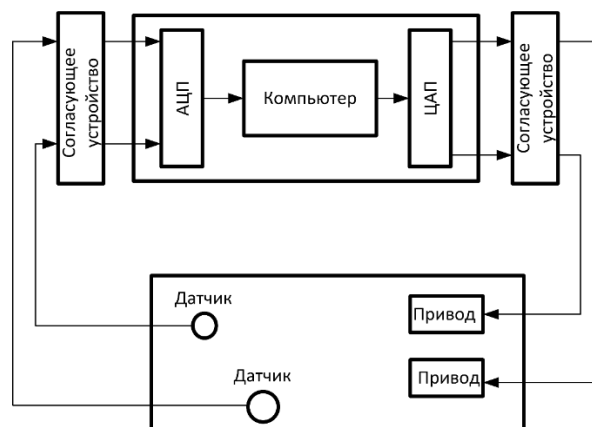 Согласующее
устройство
АЦП
Компьютер
ЦАП
Согласующее
устройство
Датчик
Привод
Датчик
Привод